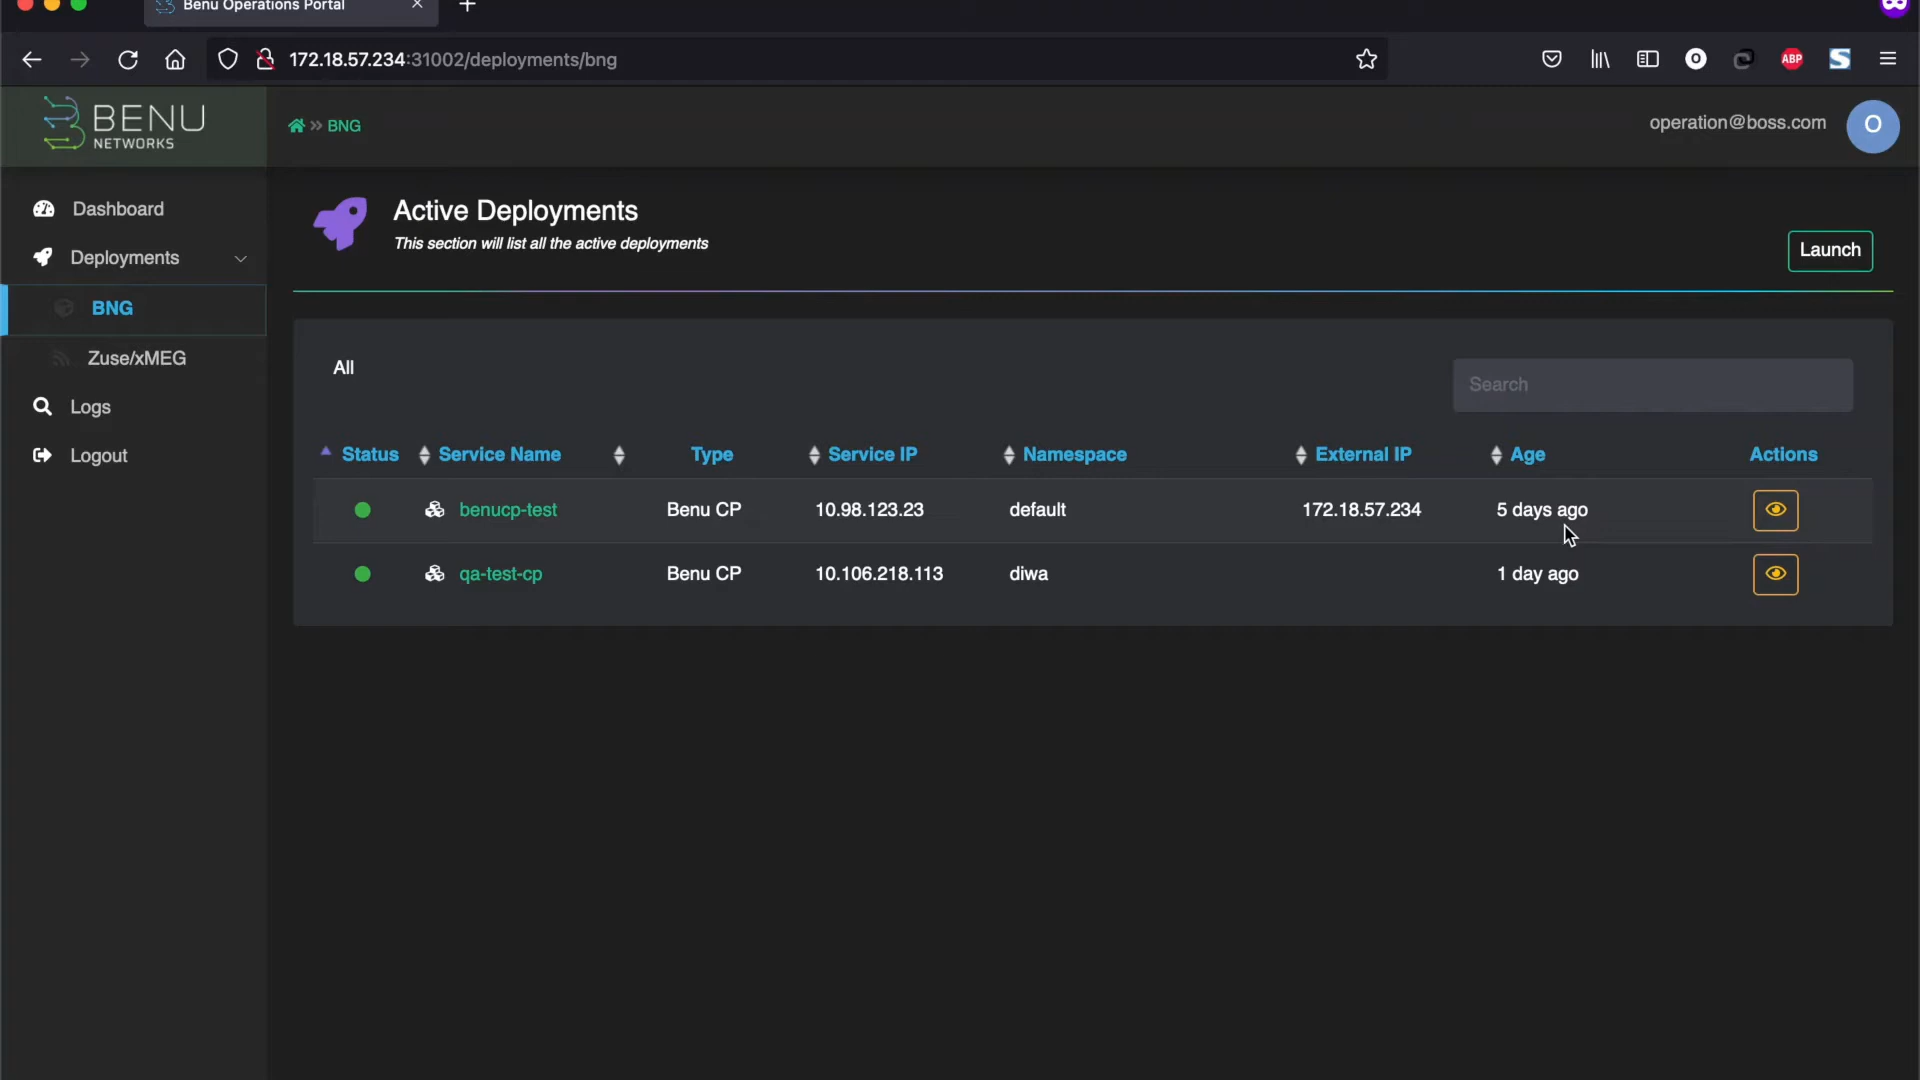 Benu Operations Portal
172.18.57.234:31002/deployments/bng
ABP
BENU
NETWORKS
BNG
operation@boss.com
O
Dashboard
Deployments
BNG
Zuse/xMEG
Logs
Logout
Active Deployments
This section will list all the active deployments
Launch
All
Search
Status Service Name Type Service IP Namespace External IP Age Actions
benucp-test Benu CP 10.98.123.23 default 172.18.57.234 5 days ago
qa-test-cp Benu CP 10.106.218.113 diwa 1 day ago